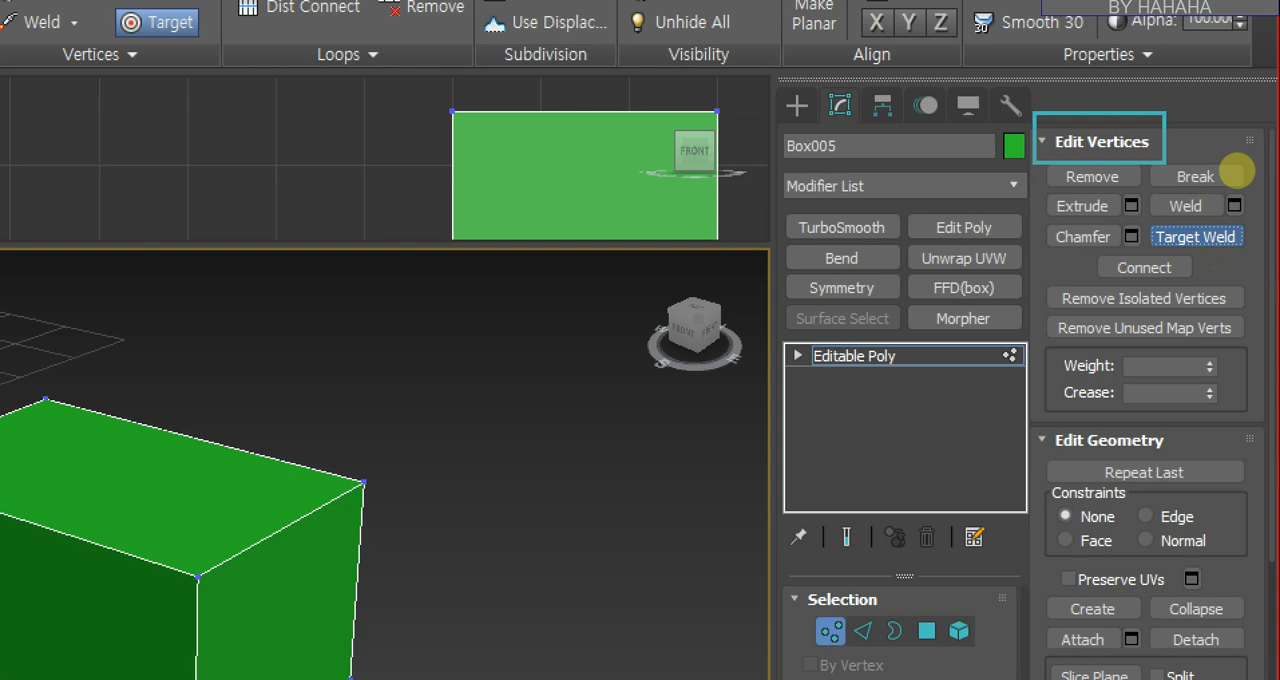 BY HAHAHA
Dist Connect
Remove
Make
Planar
Weld
Target
Use Displac...
Unhide All
X Y Z
30
Smooth 30
Alpha: 100.00
Vertices
Loops
Subdivision
Visibility
Align
Properties
FRONT
Box005
Modifier List
TurboSmooth
Edit Poly
Bend
Unwrap UVW
Symmetry
FFD(box)
Surface Select
Morpher
Editable Poly
Selection
By Vertex
Edit Vertices
Remove
Break
Extrude
Weld
Chamfer
Target Weld
Connect
Remove Isolated Vertices
Remove Unused Map Verts
Weight:
Crease:
Edit Geometry
Repeat Last
Constraints
None
Edge
Face
Normal
Preserve UVs
Create
Collapse
Attach
Detach
Slice Plane
Split
FRONT